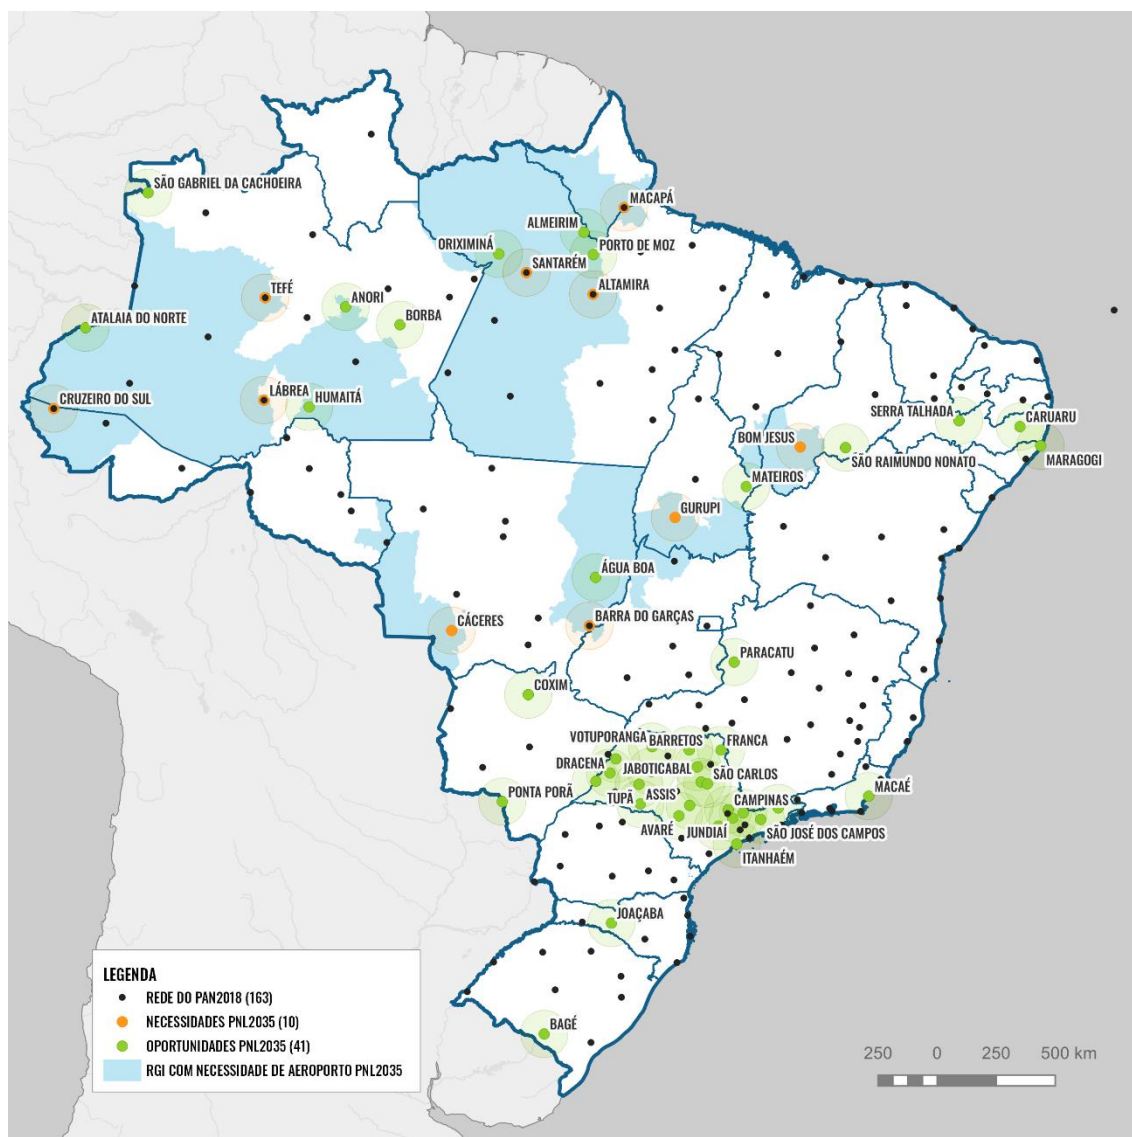 SÃO GABRIEL DA CACHOEIRA
MACAPÁ
ALMEIRIM
ORIXIMINÁ
PORTO DE MOZ
SANTARÉM
TEFÉ
ALTAMIRA
ANORI
BORBA
ATALAIA DO NORTE
LÁBREA
HUMAITÁ
CRUZEIRO DO SUL
SERRA TALHADA
CARUARU
BOM JESUS
SÃO RAIMUNDO NONATO
MARAGOGI
MATEIROS
GURUPI
ÁGUA BOA
CÁCERES
BARRA DO GARÇAS
PARACATU
COXIM
VOTUPORANGA
BARRETOS
FRANCA
DRACENA
JABOTICABAL
SÃO CARLOS
MACAÉ
PONTA PORÃ
TUPÃ
ASSIS
CAMPINAS
AVARÉ
JUNDIAÍ
SÃO JOSÉ DOS CAMPOS
ITANHAÉM
JOAÇABA
BAGÉ
LEGENDA
REDE DO PAN2018 (163)
NECESSIDADES PNL2035 (10)
OPORTUNIDADES PNL2035 (41)
RGI COM NECESSIDADE DE AEROPORTO PNL2035
250 0 250 500 km